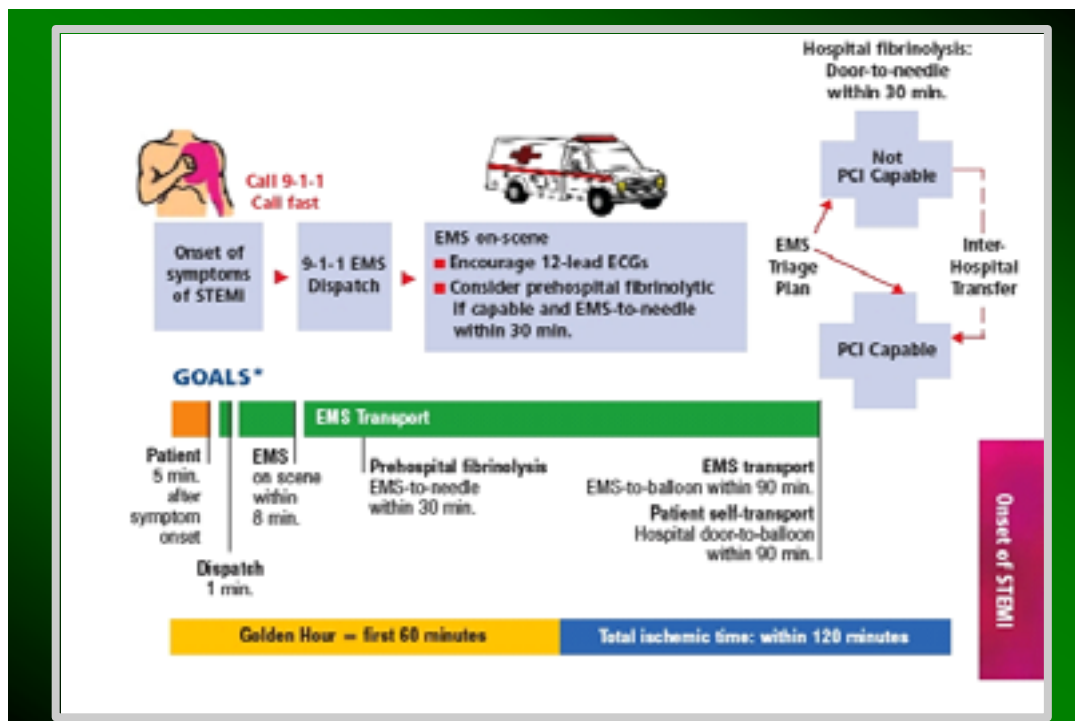 Hospital fibrinolysis:
Door-to-needle
within 30 min.
Call 9-1-1
Call fast
Onset of
symptoms
of STEMI
9-1-1 EMS
Dispatch
EMS on-scene
Encourage 12-lead ECGs
Consider prehospital fibrinolytic
if capable and EMS-to-needle
within 30 min.
EMS
Triage
Plan
Not
PCI Capable
Inter-
Hospital
Transfer
PCI Capable
GOALS*
EMS Transport
Patient
5 min.
after
symptom
onset
Dispatch
1 min.
EMS
on scene
within
8 min.
Prehospital fibrinolysis
EMS-to-needle
within 30 min.
EMS transport
EMS-to-balloon within 90 min.
Patient self-transport
Hospital door-to-balloon
within 90 min.
Onset of STEMI
Golden Hour = first 60 minutes
Total ischemic time: within 120 minutes